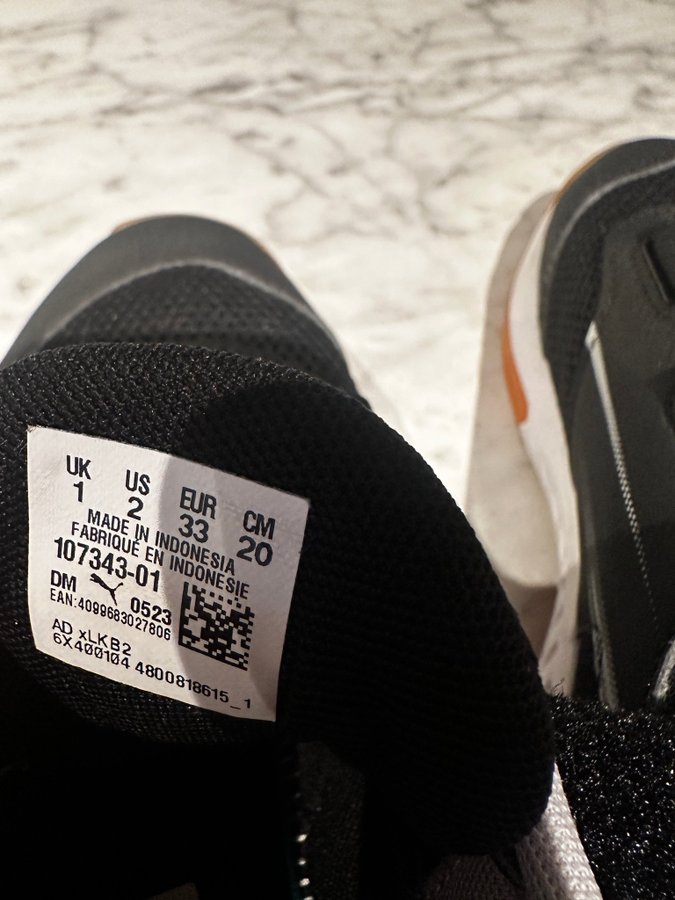 UK US EUR CM
1 2 33 20
MADE IN INDONESIA
FABRIQUÉ EN INDONESIE
107343-01
DM 0523
EAN:4099683027806
AD xLKB2
6X400104 4800818615_1